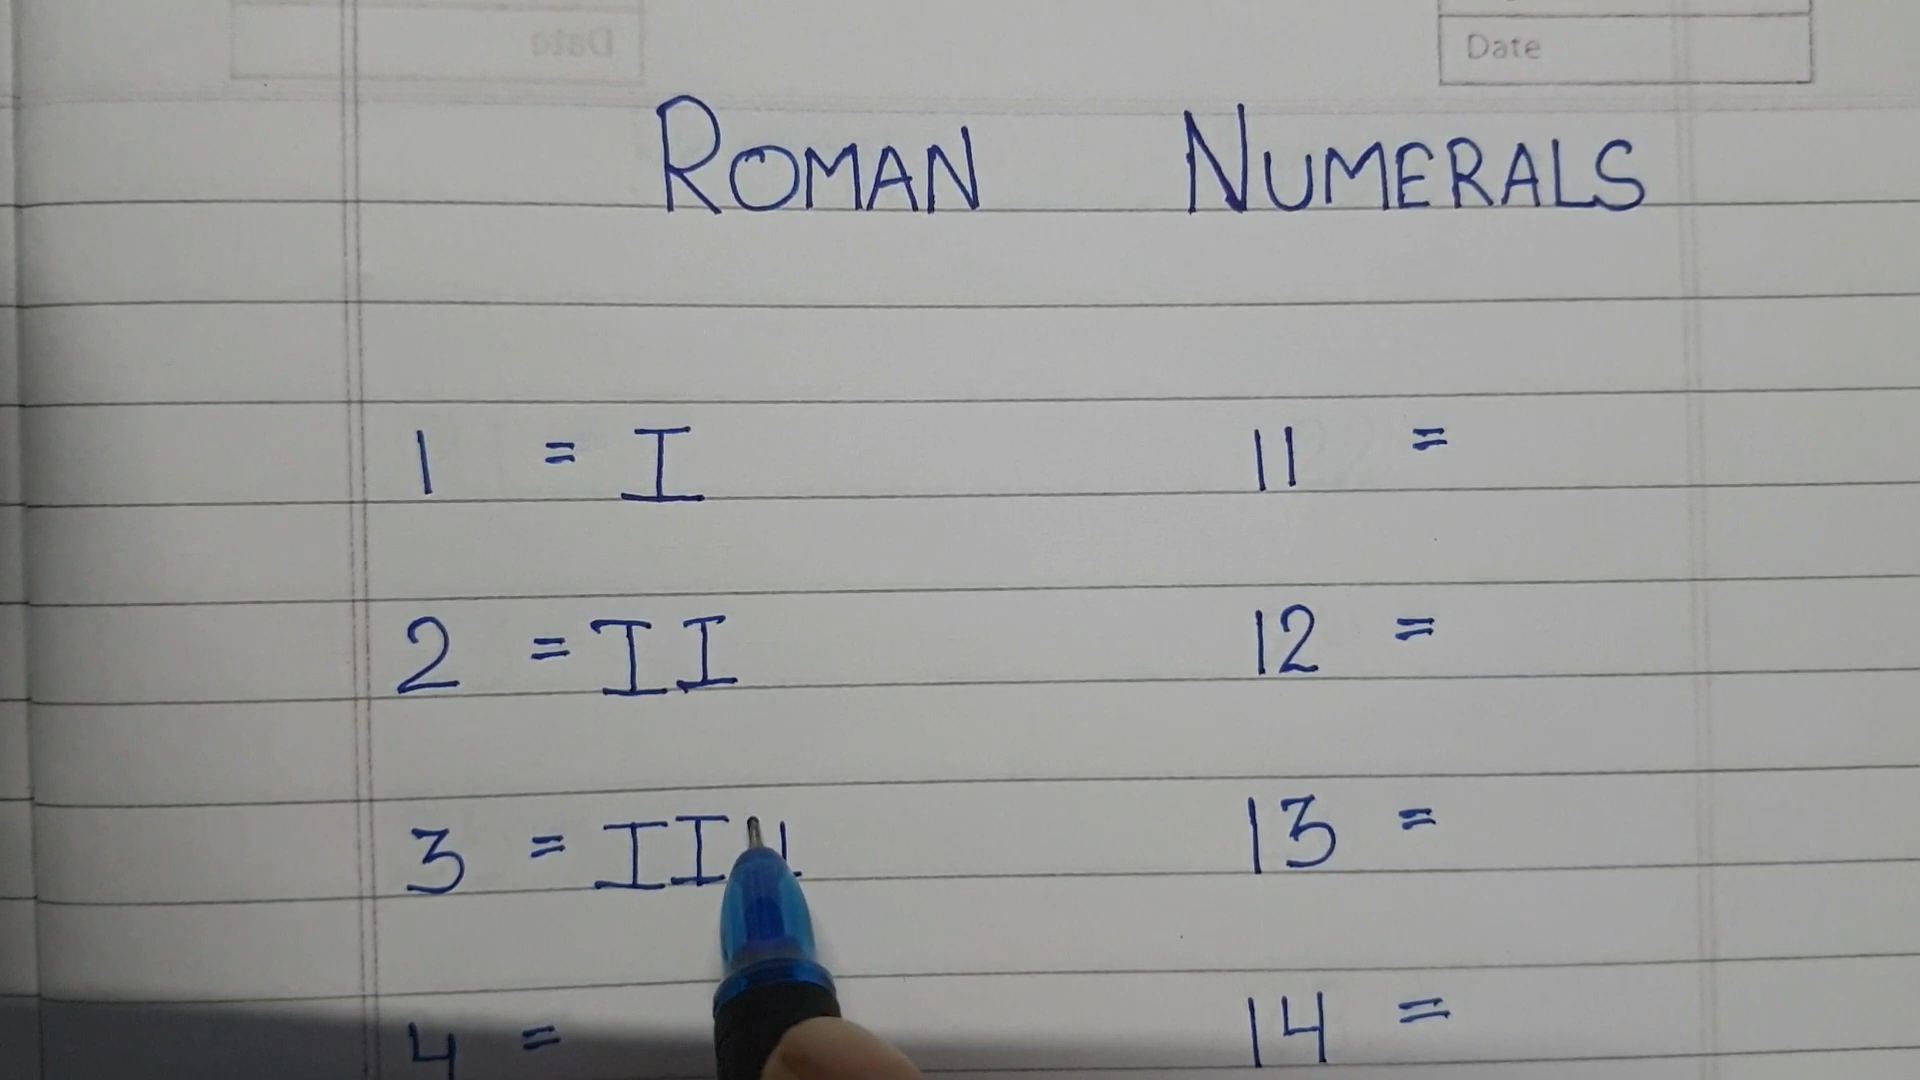 Date
ROMAN NUMERALS
1 = I 11 =
2 = II 12 =
3 = III 13 =
4 = 14 =